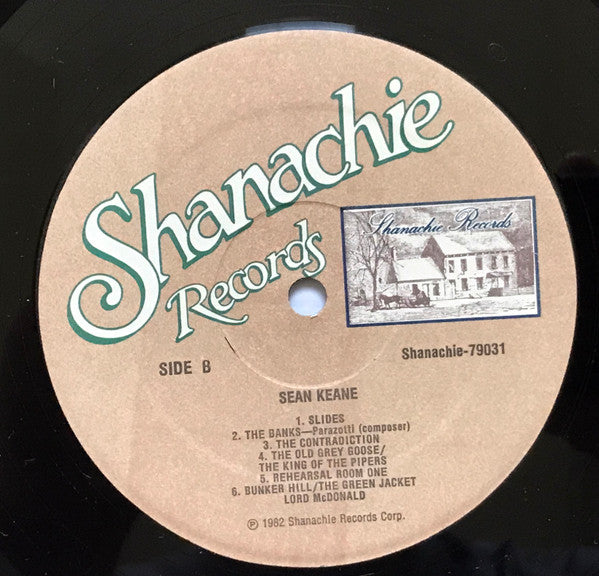 Shanachie
Records
Shanachie Records
SIDE B
Shanachie-79031
SEAN KEANE
1. SLIDES
2. THE BANKS—Parazotti (composer)
3. THE CONTRADICTION
4. THE OLD GREY GOOSE/
THE KING OF THE PIPERS
5. REHEARSAL ROOM ONE
6. BUNKER HILL/THE GREEN JACKET
LORD McDONALD
℗ 1982 Shanachie Records Corp.